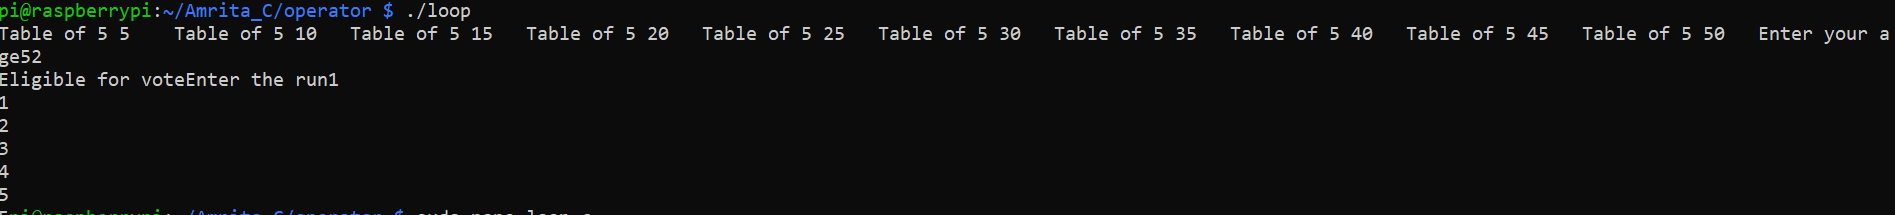 pi@raspberrypi:~/Amrita_C/operator $ ./loop
Table of 5 5    Table of 5 10   Table of 5 15   Table of 5 20   Table of 5 25   Table of 5 30   Table of 5 35   Table of 5 40   Table of 5 45   Table of 5 50   Enter your a
ge52
Eligible for voteEnter the run1
1
2
3
4
5